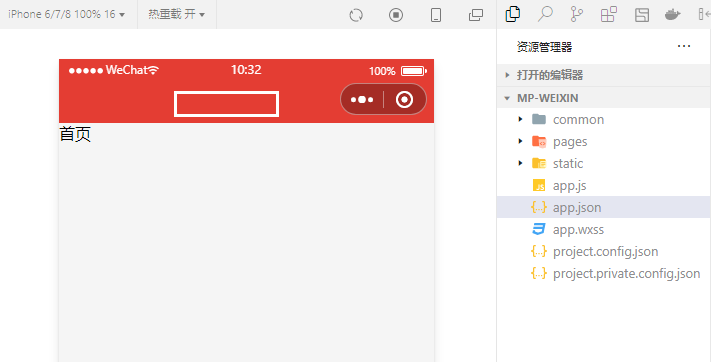 iPhone 6/7/8 100% 16
热重载 开
WeChat
10:32
100%
首页
资源管理器
打开的编辑器
MP-WEIXIN
common
pages
static
JS
app.js
{..}
app.json
app.wxss
{..}
project.config.json
{..}
project.private.config.json